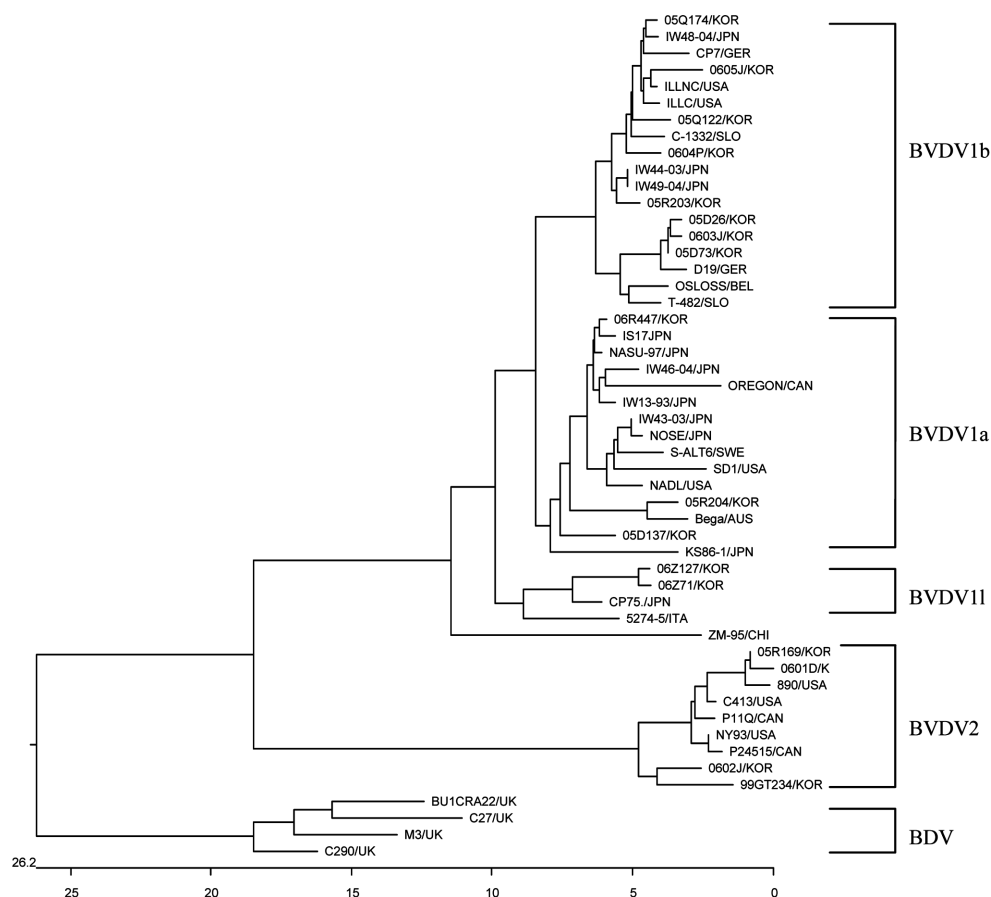 05Q174/KOR
IW48-04/JPN
CP7/GER
0605J/KOR
ILLNC/USA
ILLC/USA
05Q122/KOR
C-1332/SLO
0604P/KOR
IW44-03/JPN
IW49-04/JPN
05R203/KOR
05D26/KOR
0603J/KOR
05D73/KOR
D19/GER
OSLOSS/BEL
T-482/SLO
BVDV1b
06R447/KOR
IS17JPN
NASU-97/JPN
IW46-04/JPN
OREGON/CAN
IW13-93/JPN
IW43-03/JPN
NOSE/JPN
S-ALT6/SWE
SD1/USA
NADL/USA
05R204/KOR
Bega/AUS
05D137/KOR
KS86-1/JPN
BVDV1a
06Z127/KOR
06Z71/KOR
CP75./JPN
5274-5/ITA
BVDV1l
ZM-95/CHI
05R169/KOR
0601D/K
890/USA
C413/USA
P11Q/CAN
NY93/USA
P24515/CAN
0602J/KOR
99GT234/KOR
BVDV2
BU1CRA22/UK
C27/UK
M3/UK
C290/UK
BDV
26.2
25 20 15 10 5 0